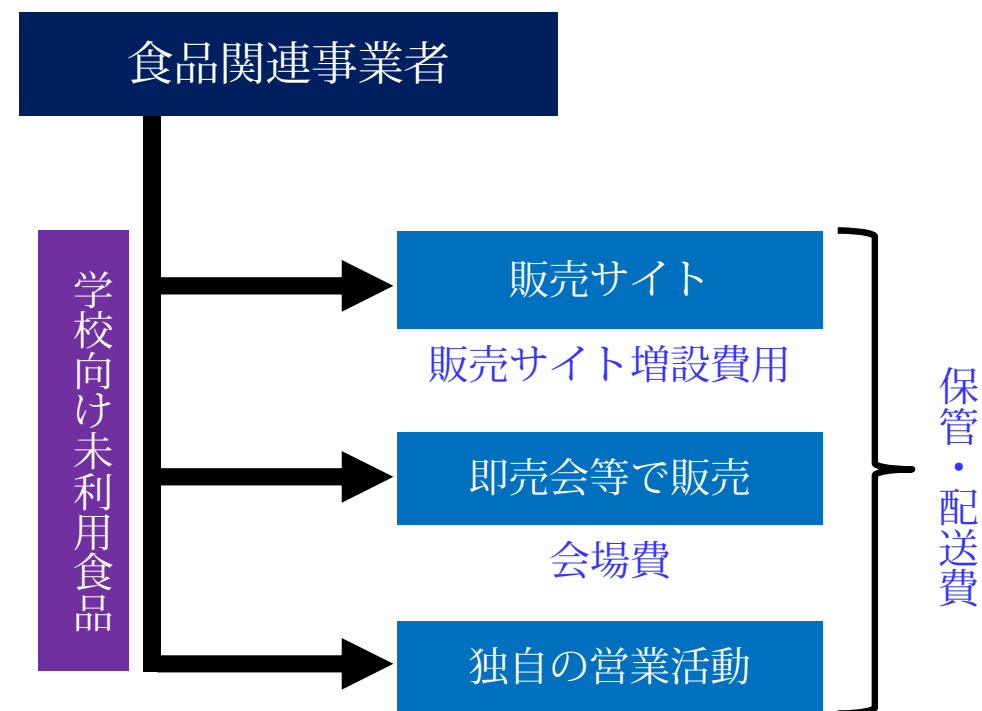 食品関連事業者
学校向け未利用食品
販売サイト
販売サイト増設費用
即売会等で販売
会場費
独自の営業活動
保管・配送費